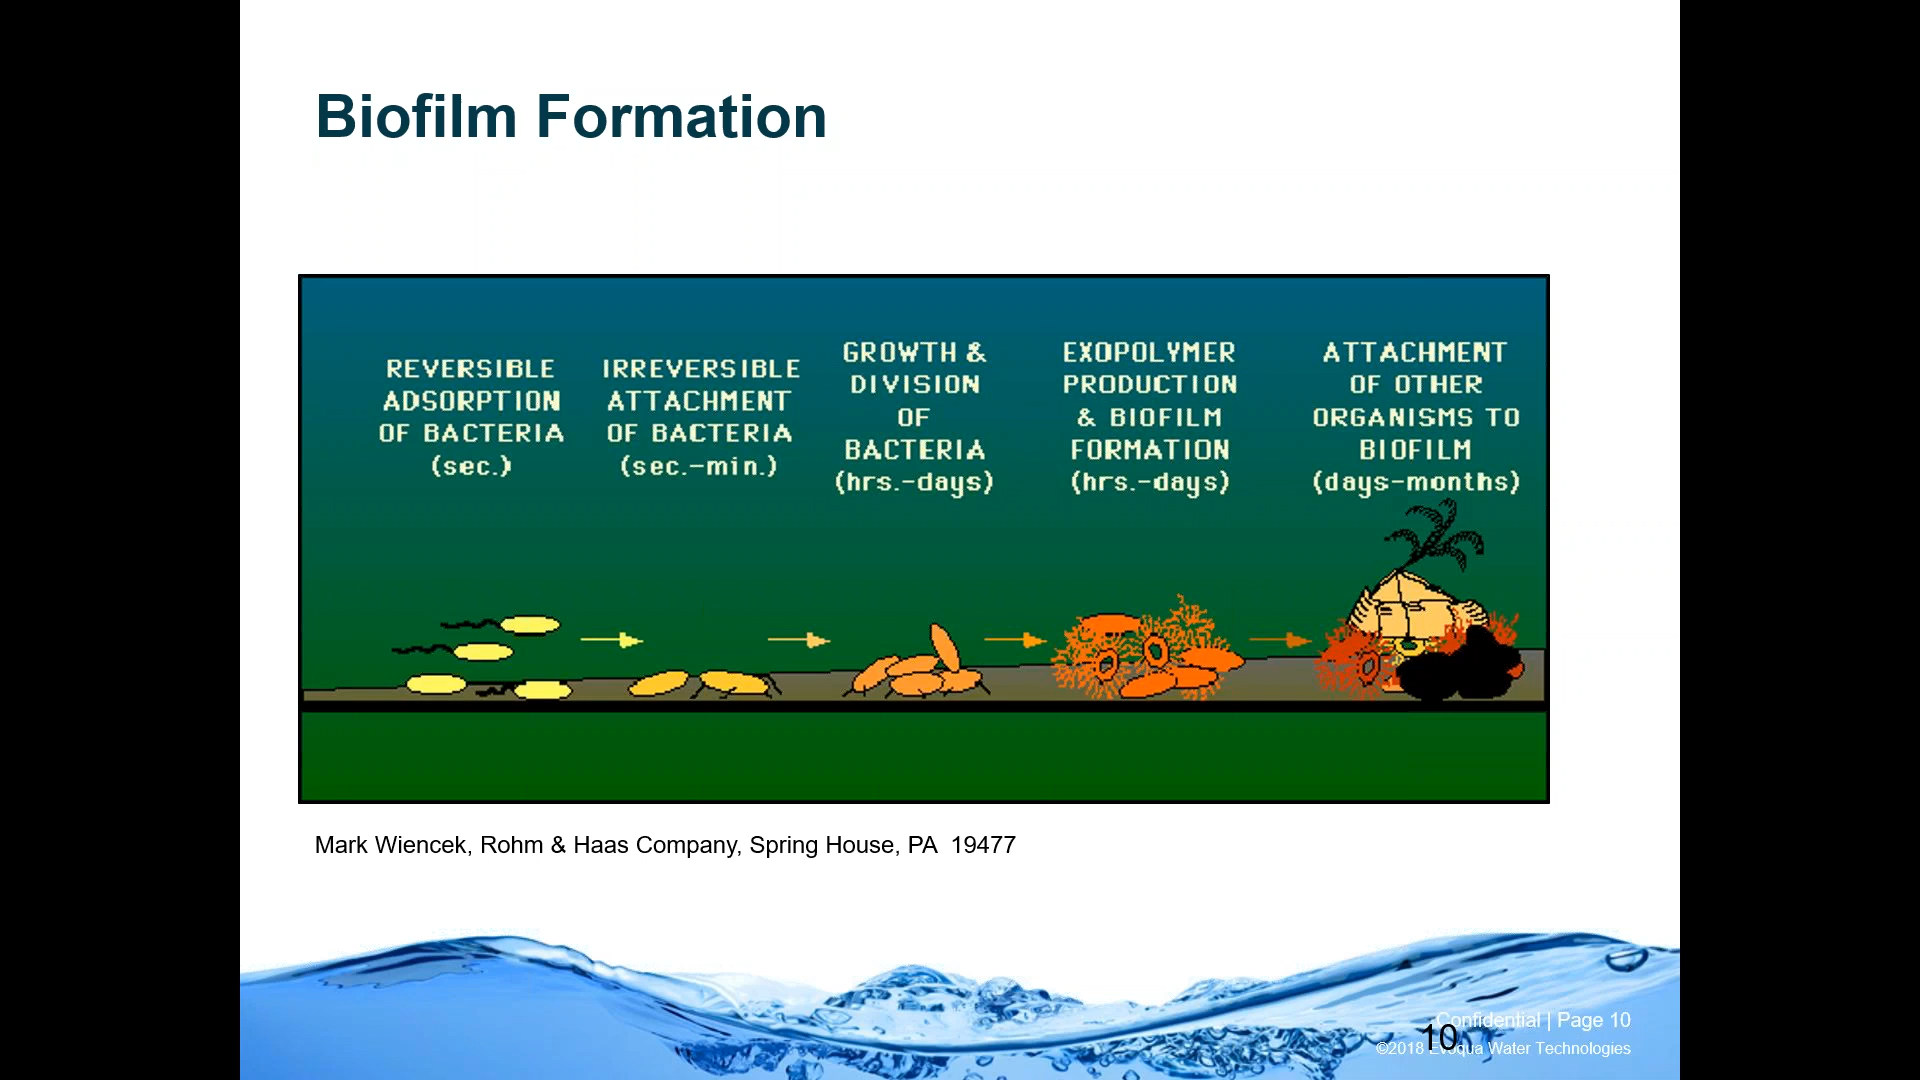 Biofilm Formation
REVERSIBLE
ADSORPTION
OF BACTERIA
(sec.)
IRREVERSIBLE
ATTACHMENT
OF BACTERIA
(sec.-min.)
GROWTH &
DIVISION
OF
BACTERIA
(hrs.-days)
EXOPOLYMER
PRODUCTION
& BIOFILM
FORMATION
(hrs.-days)
ATTACHMENT
OF OTHER
ORGANISMS TO
BIOFILM
(days-months)
Mark Wiencek, Rohm & Haas Company, Spring House, PA  19477
Confidential | Page 10
10
©2018 Evoqua Water Technologies